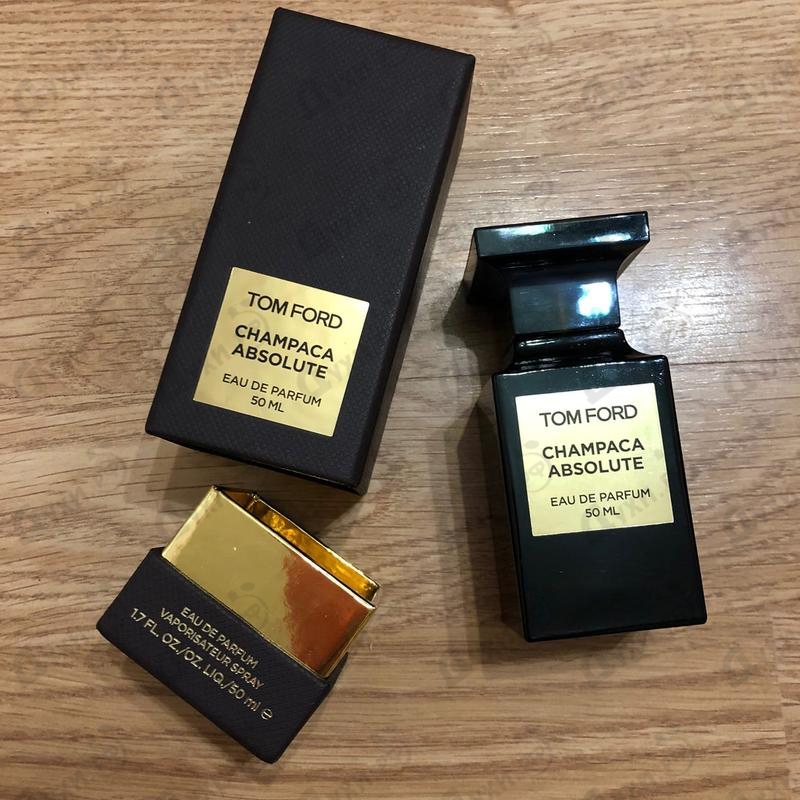 TOM FORD
CHAMPACA
ABSOLUTE
EAU DE PARFUM
50 ML
TOM FORD
CHAMPACA
ABSOLUTE
EAU DE PARFUM
50 ML
EAU DE PARFUM
VAPORISATEUR SPRAY
1.7 FL. OZ./OZ. LIQ./50 ml ℮